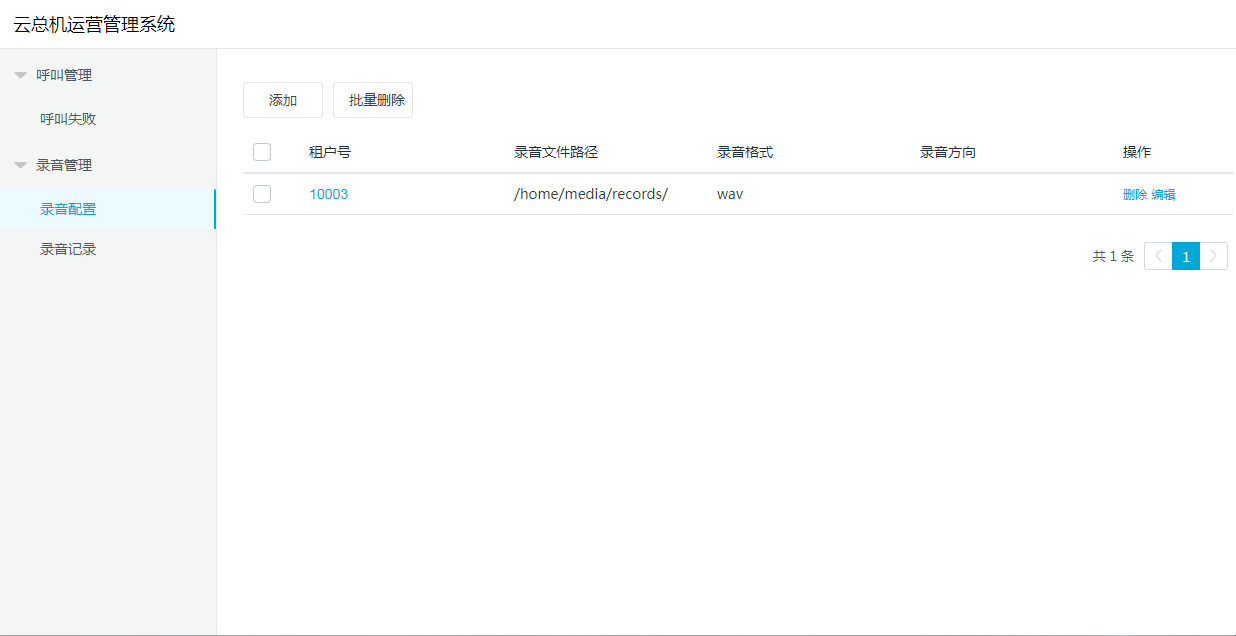 云总机运营管理系统
呼叫管理
呼叫失败
录音管理
录音配置
录音记录
添加 批量删除
租户号 录音文件路径 录音格式 录音方向 操作
10003 /home/media/records/ wav 删除 编辑
共 1 条 1